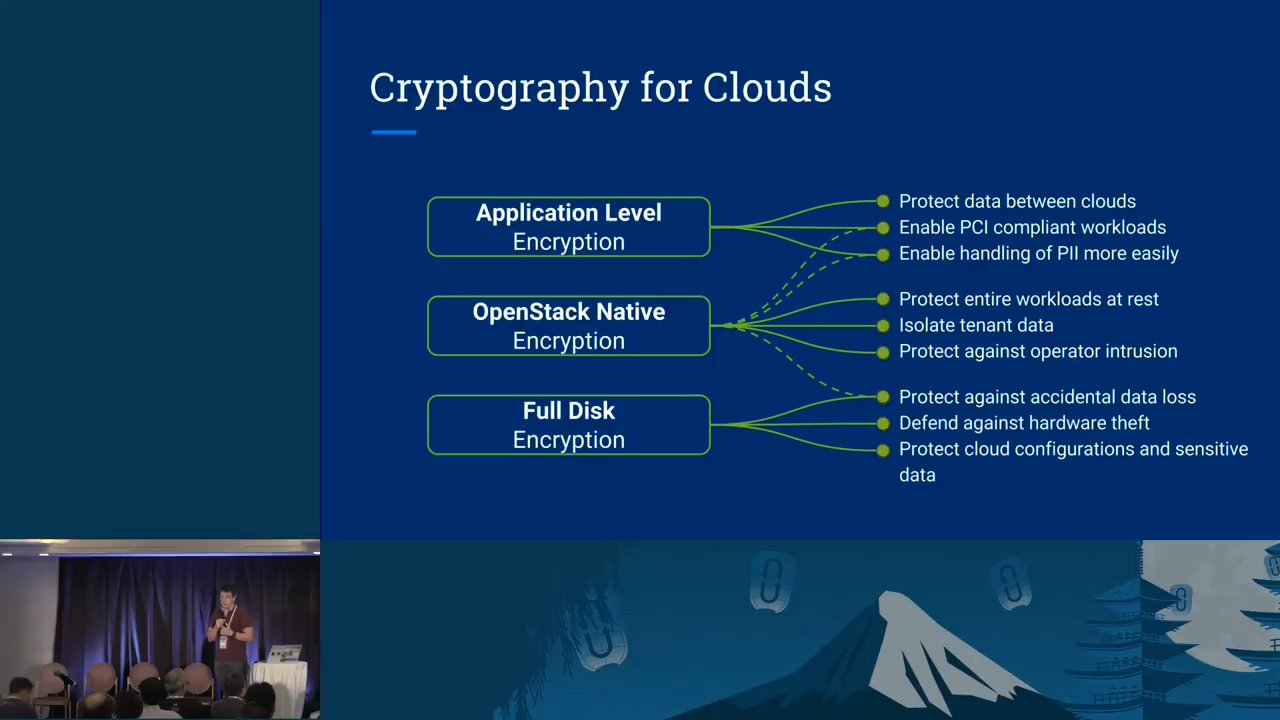 Cryptography for Clouds
Application Level
Encryption
OpenStack Native
Encryption
Full Disk
Encryption
Protect data between clouds
Enable PCI compliant workloads
Enable handling of PII more easily
Protect entire workloads at rest
Isolate tenant data
Protect against operator intrusion
Protect against accidental data loss
Defend against hardware theft
Protect cloud configurations and sensitive
data